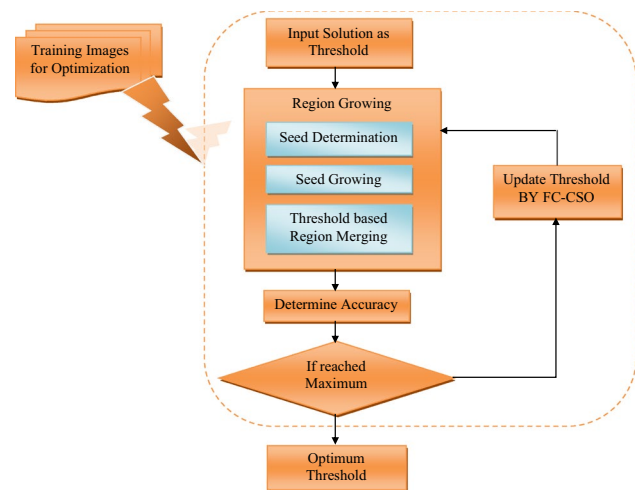 Training Images
for Optimization
Input Solution as
Threshold
Region Growing
Seed Determination
Seed Growing
Threshold based
Region Merging
Update Threshold
BY FC-CSO
Determine Accuracy
If reached
Maximum
Optimum
Threshold